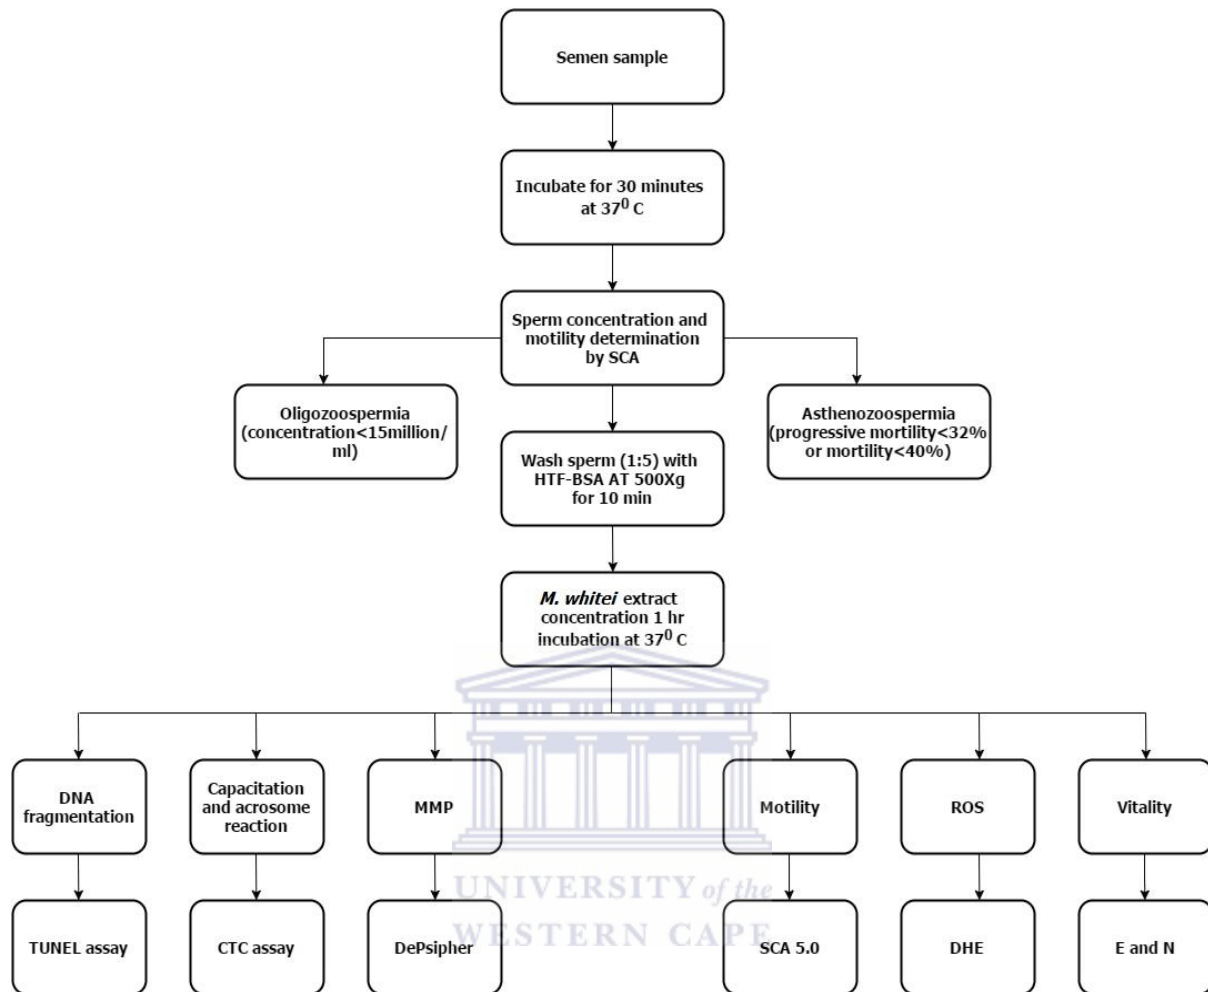 Semen sample
Incubate for 30 minutes
at 37⁰ C
Sperm concentration and
motility determination
by SCA
Oligozoospermia
(concentration<15million/
ml)
Asthenozoospermia
(progressive mortility<32%
or mortility<40%)
Wash sperm (1:5) with
HTF-BSA AT 500Xg
for 10 min
M. whitei extract
concentration 1 hr
incubation at 37⁰ C
DNA
fragmentation
Capacitation
and acrosome
reaction
MMP
Motility
ROS
Vitality
TUNEL assay
CTC assay
DePsipher
SCA 5.0
DHE
E and N
UNIVERSITY of the
WESTERN CAPE